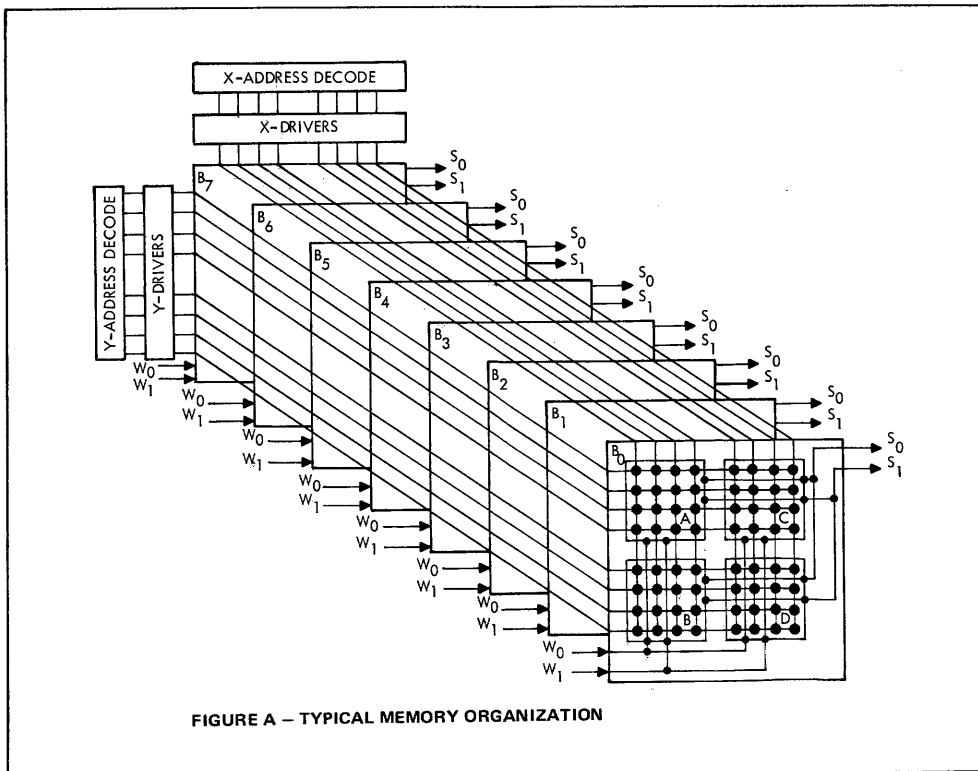 X-ADDRESS DECODE
X-DRIVERS
Y-ADDRESS DECODE
Y-DRIVERS
B7
S0
S1
B6
S0
S1
B5
S0
S1
B4
S0
S1
B3
S0
S1
B2
S0
S1
B1
S0
S1
B0
S0
S1
W0
W1
W0
W1
W0
W1
W0
W1
W0
W1
W0
W1
W0
W1
W0
W1
A
C
B
D
FIGURE A – TYPICAL MEMORY ORGANIZATION